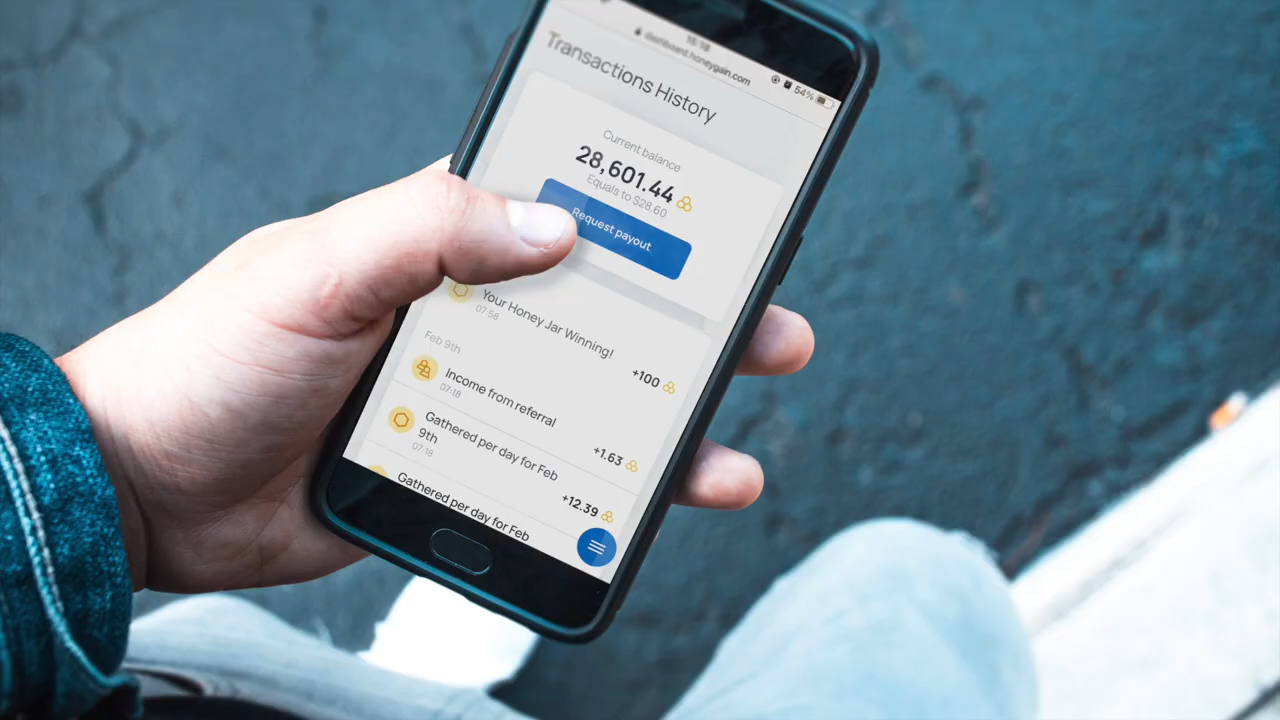 15:18
dashboard.honeygain.com
54%
Transactions History
Current balance
28,601.44
Equals to $28.60
Request payout
Your Honey Jar Winning!
07:58
+100
Feb 9th
Income from referral
07:18
+1.63
Gathered per day for Feb
9th
07:18
+12.39
Gathered per day for Feb